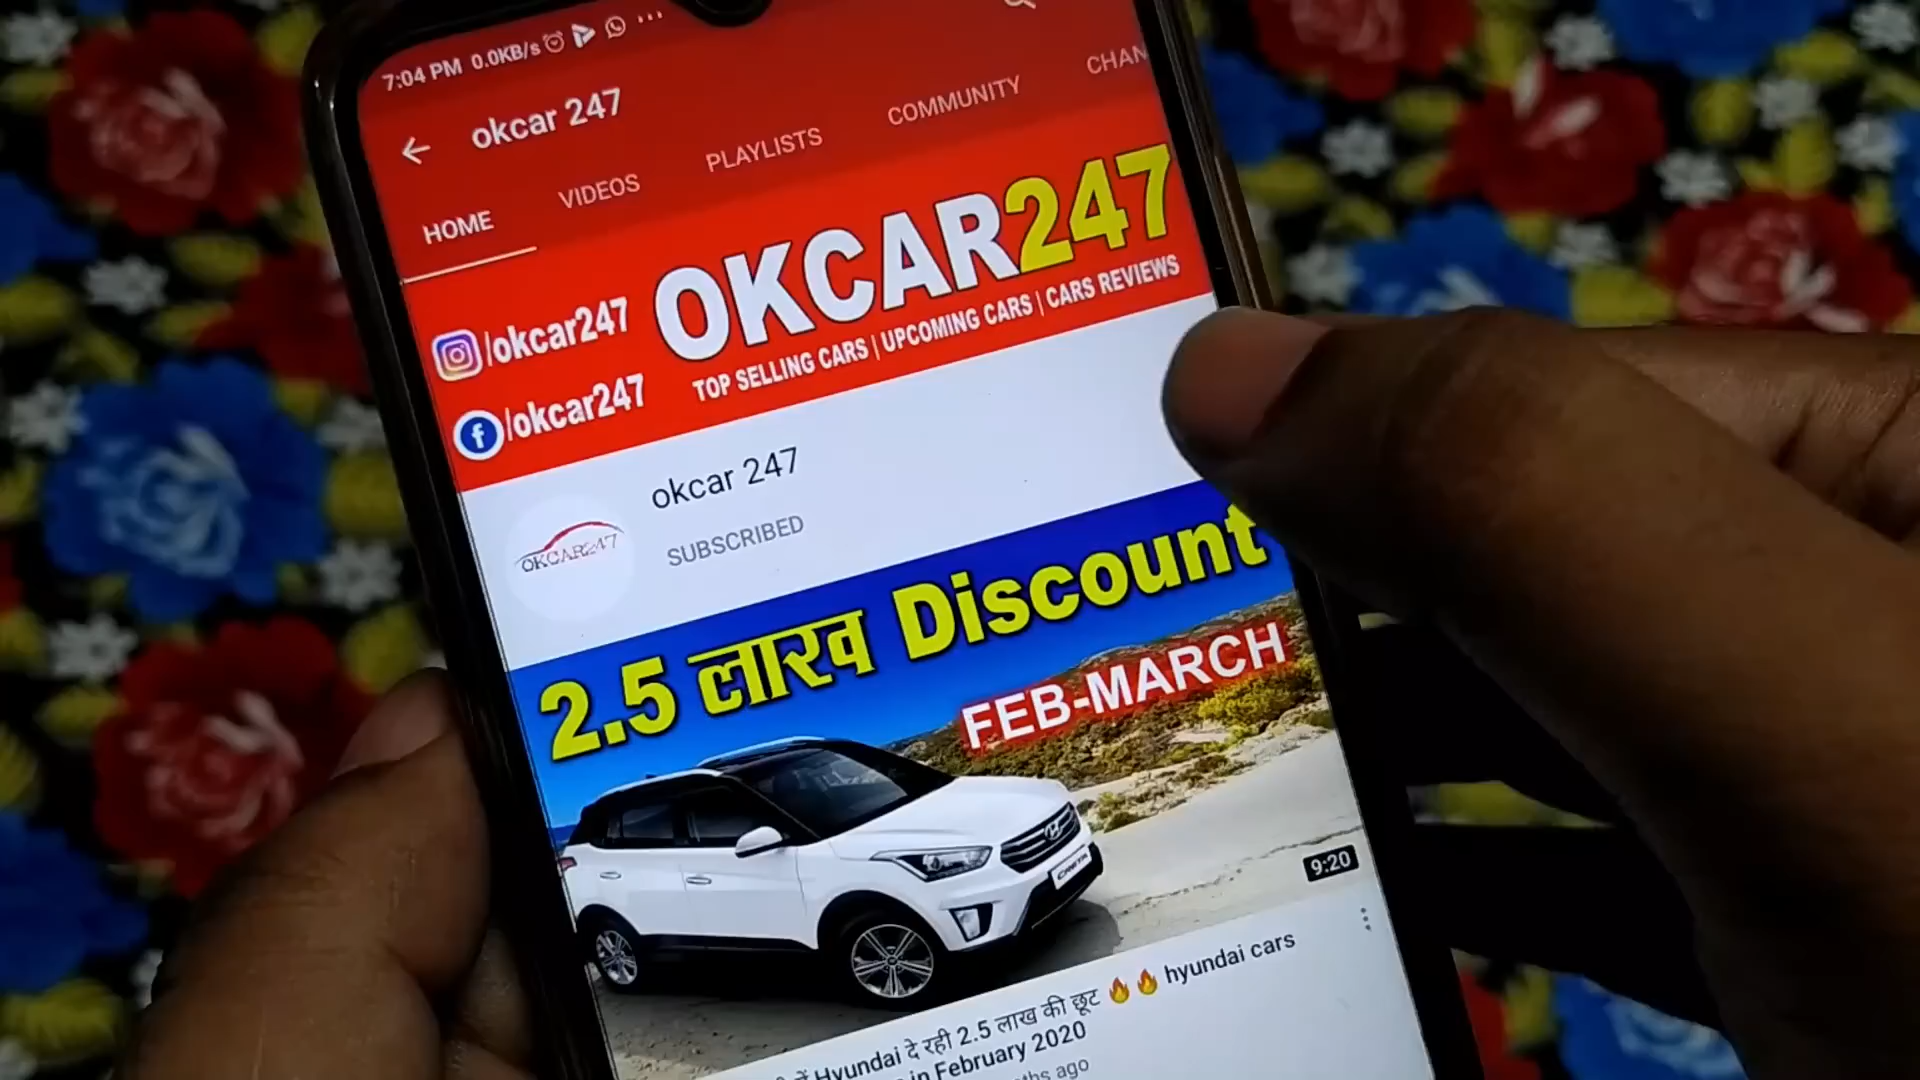 7:04 PM 0.0KB/s
okcar 247
HOME VIDEOS PLAYLISTS COMMUNITY CHAN
OKCAR247
/okcar247
TOP SELLING CARS | UPCOMING CARS | CARS REVIEWS
/okcar247
okcar 247
OKCAR247
SUBSCRIBED
2.5 लाख Discount
FEB-MARCH
CRETA
9:20
Hyundai दे रही 2.5 लाख की छूट 🔥🔥 hyundai cars
in February 2020
ago